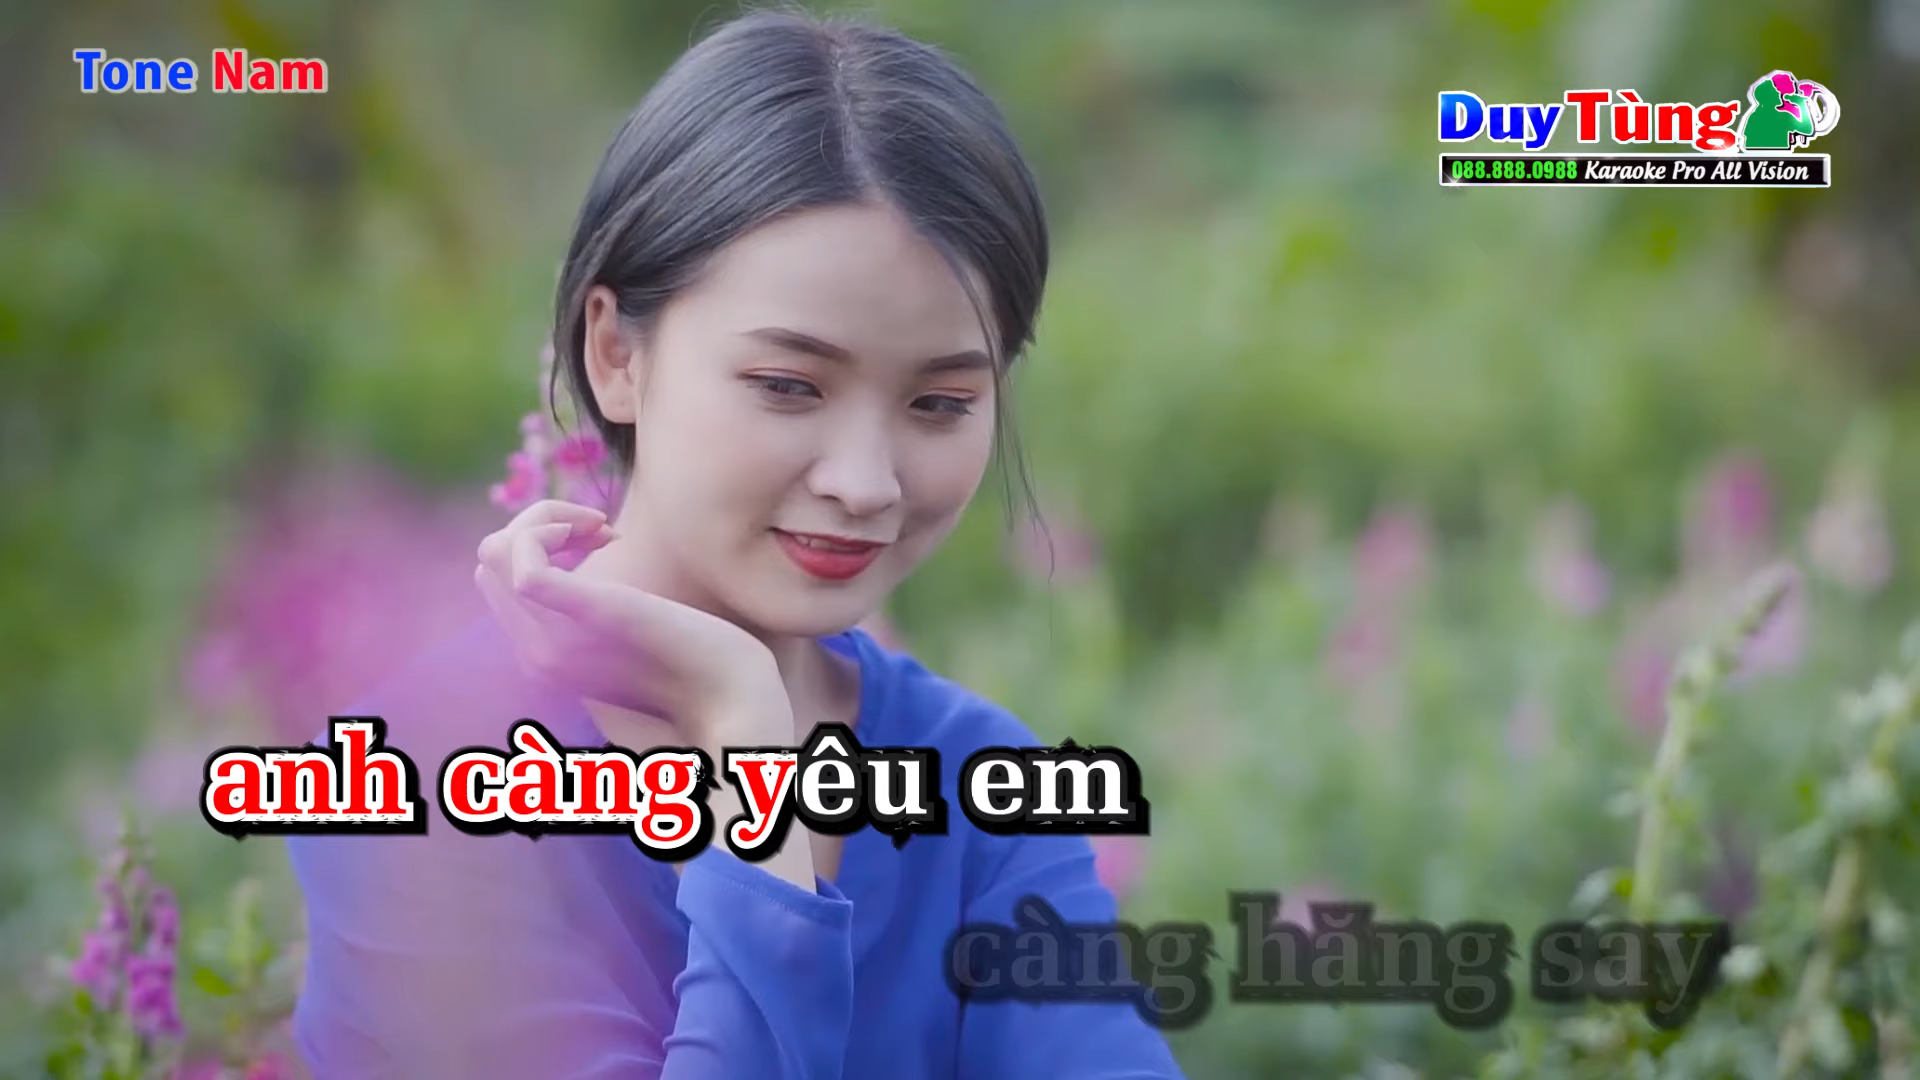 Tone Nam
Duy Tùng
088.888.0988 Karaoke Pro All Vision
anh càng yêu em
càng hăng say